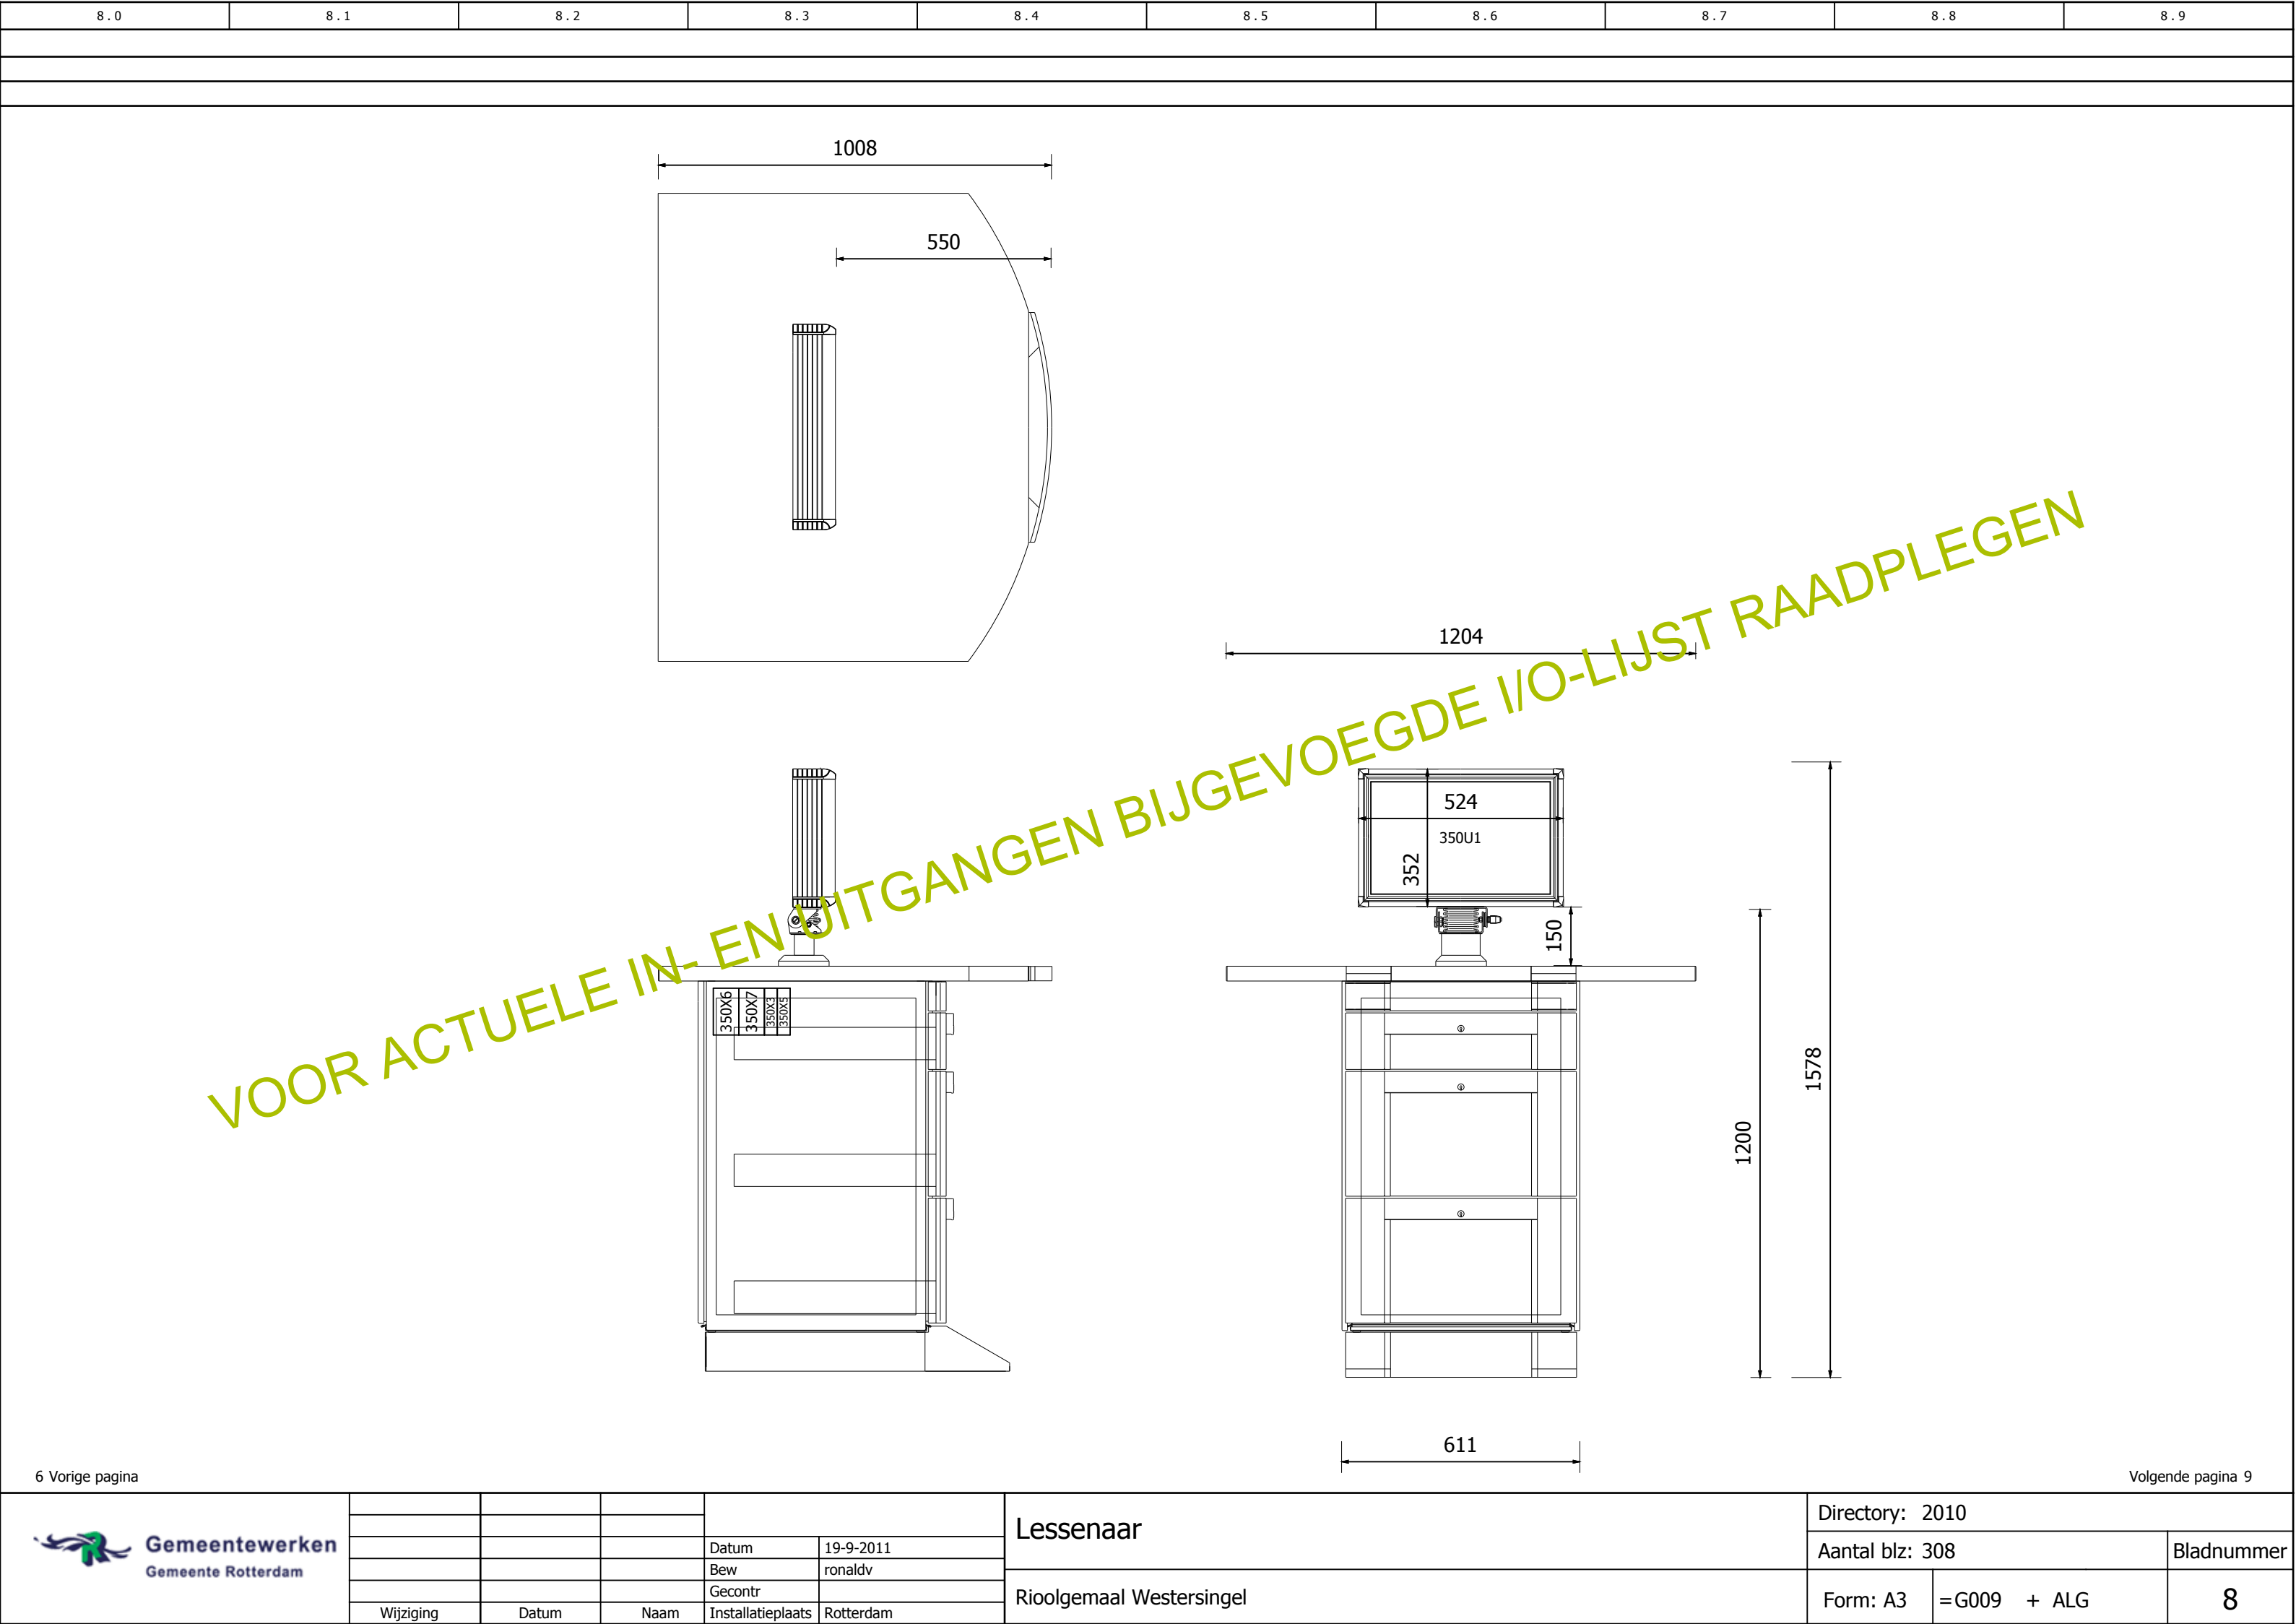 8.0 8.1 8.2 8.3 8.4 8.5 8.6 8.7 8.8 8.9
1008
550
1204
VOOR ACTUELE IN- EN UITGANGEN BIJGEVOEGDE I/O-LIJST RAADPLEGEN
524
350U1
352
150
350X6
350X7
350X3
350X5
1578
1200
611
6 Vorige pagina
Volgende pagina 9
Gemeentewerken
Gemeente Rotterdam
Wijziging Datum Naam
Datum 19-9-2011
Bew ronaldv
Gecontr
Installatieplaats Rotterdam
Lessenaar
Rioolgemaal Westersingel
Directory: 2010
Aantal blz: 308
Bladnummer
Form: A3 =G009 + ALG 8